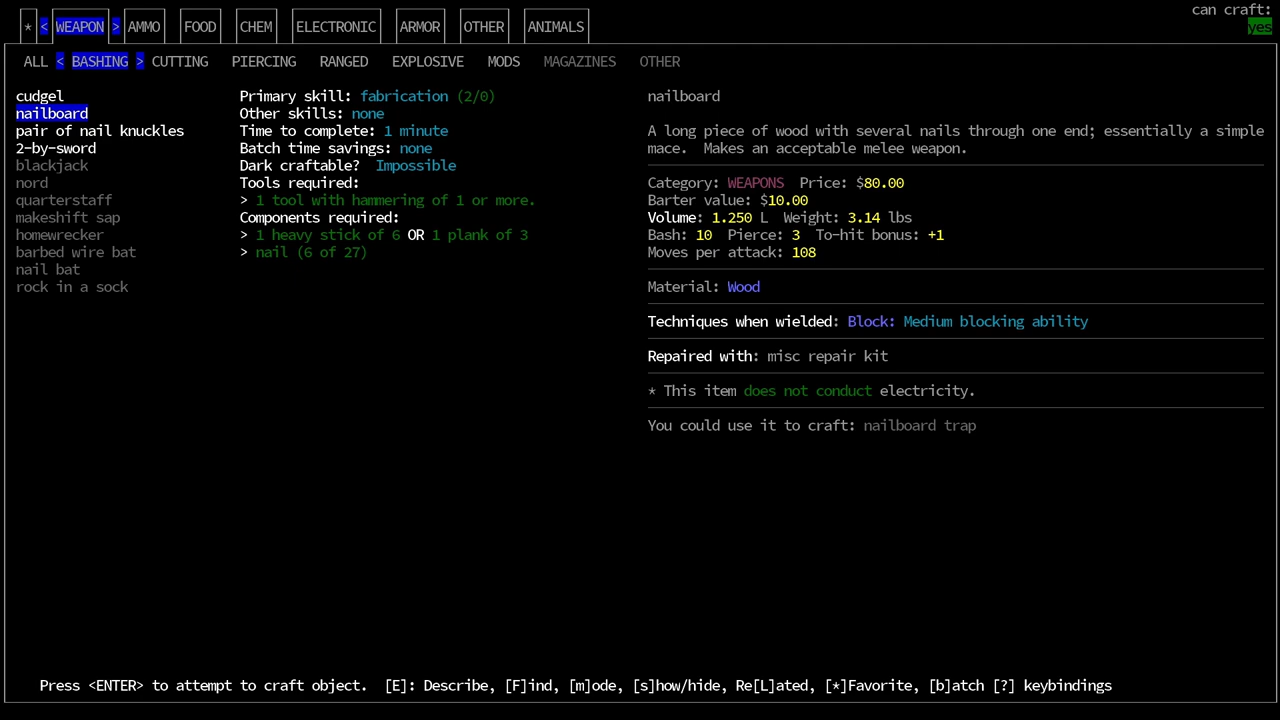 can craft:
* < WEAPON > AMMO FOOD CHEM ELECTRONIC ARMOR OTHER ANIMALS yes
ALL < BASHING > CUTTING PIERCING RANGED EXPLOSIVE MODS MAGAZINES OTHER
cudgel
nailboard
pair of nail knuckles
2-by-sword
blackjack
nord
quarterstaff
makeshift sap
homewrecker
barbed wire bat
nail bat
rock in a sock
Primary skill: fabrication (2/0)
Other skills: none
Time to complete: 1 minute
Batch time savings: none
Dark craftable? Impossible
Tools required:
> 1 tool with hammering of 1 or more.
Components required:
> 1 heavy stick of 6 OR 1 plank of 3
> nail (6 of 27)
nailboard
A long piece of wood with several nails through one end; essentially a simple
mace. Makes an acceptable melee weapon.
Category: WEAPONS Price: $80.00
Barter value: $10.00
Volume: 1.250 L Weight: 3.14 lbs
Bash: 10 Pierce: 3 To-hit bonus: +1
Moves per attack: 108
Material: Wood
Techniques when wielded: Block: Medium blocking ability
Repaired with: misc repair kit
* This item does not conduct electricity.
You could use it to craft: nailboard trap
Press <ENTER> to attempt to craft object. [E]: Describe, [F]ind, [m]ode, [s]how/hide, Re[L]ated, [*]Favorite, [b]atch [?] keybindings